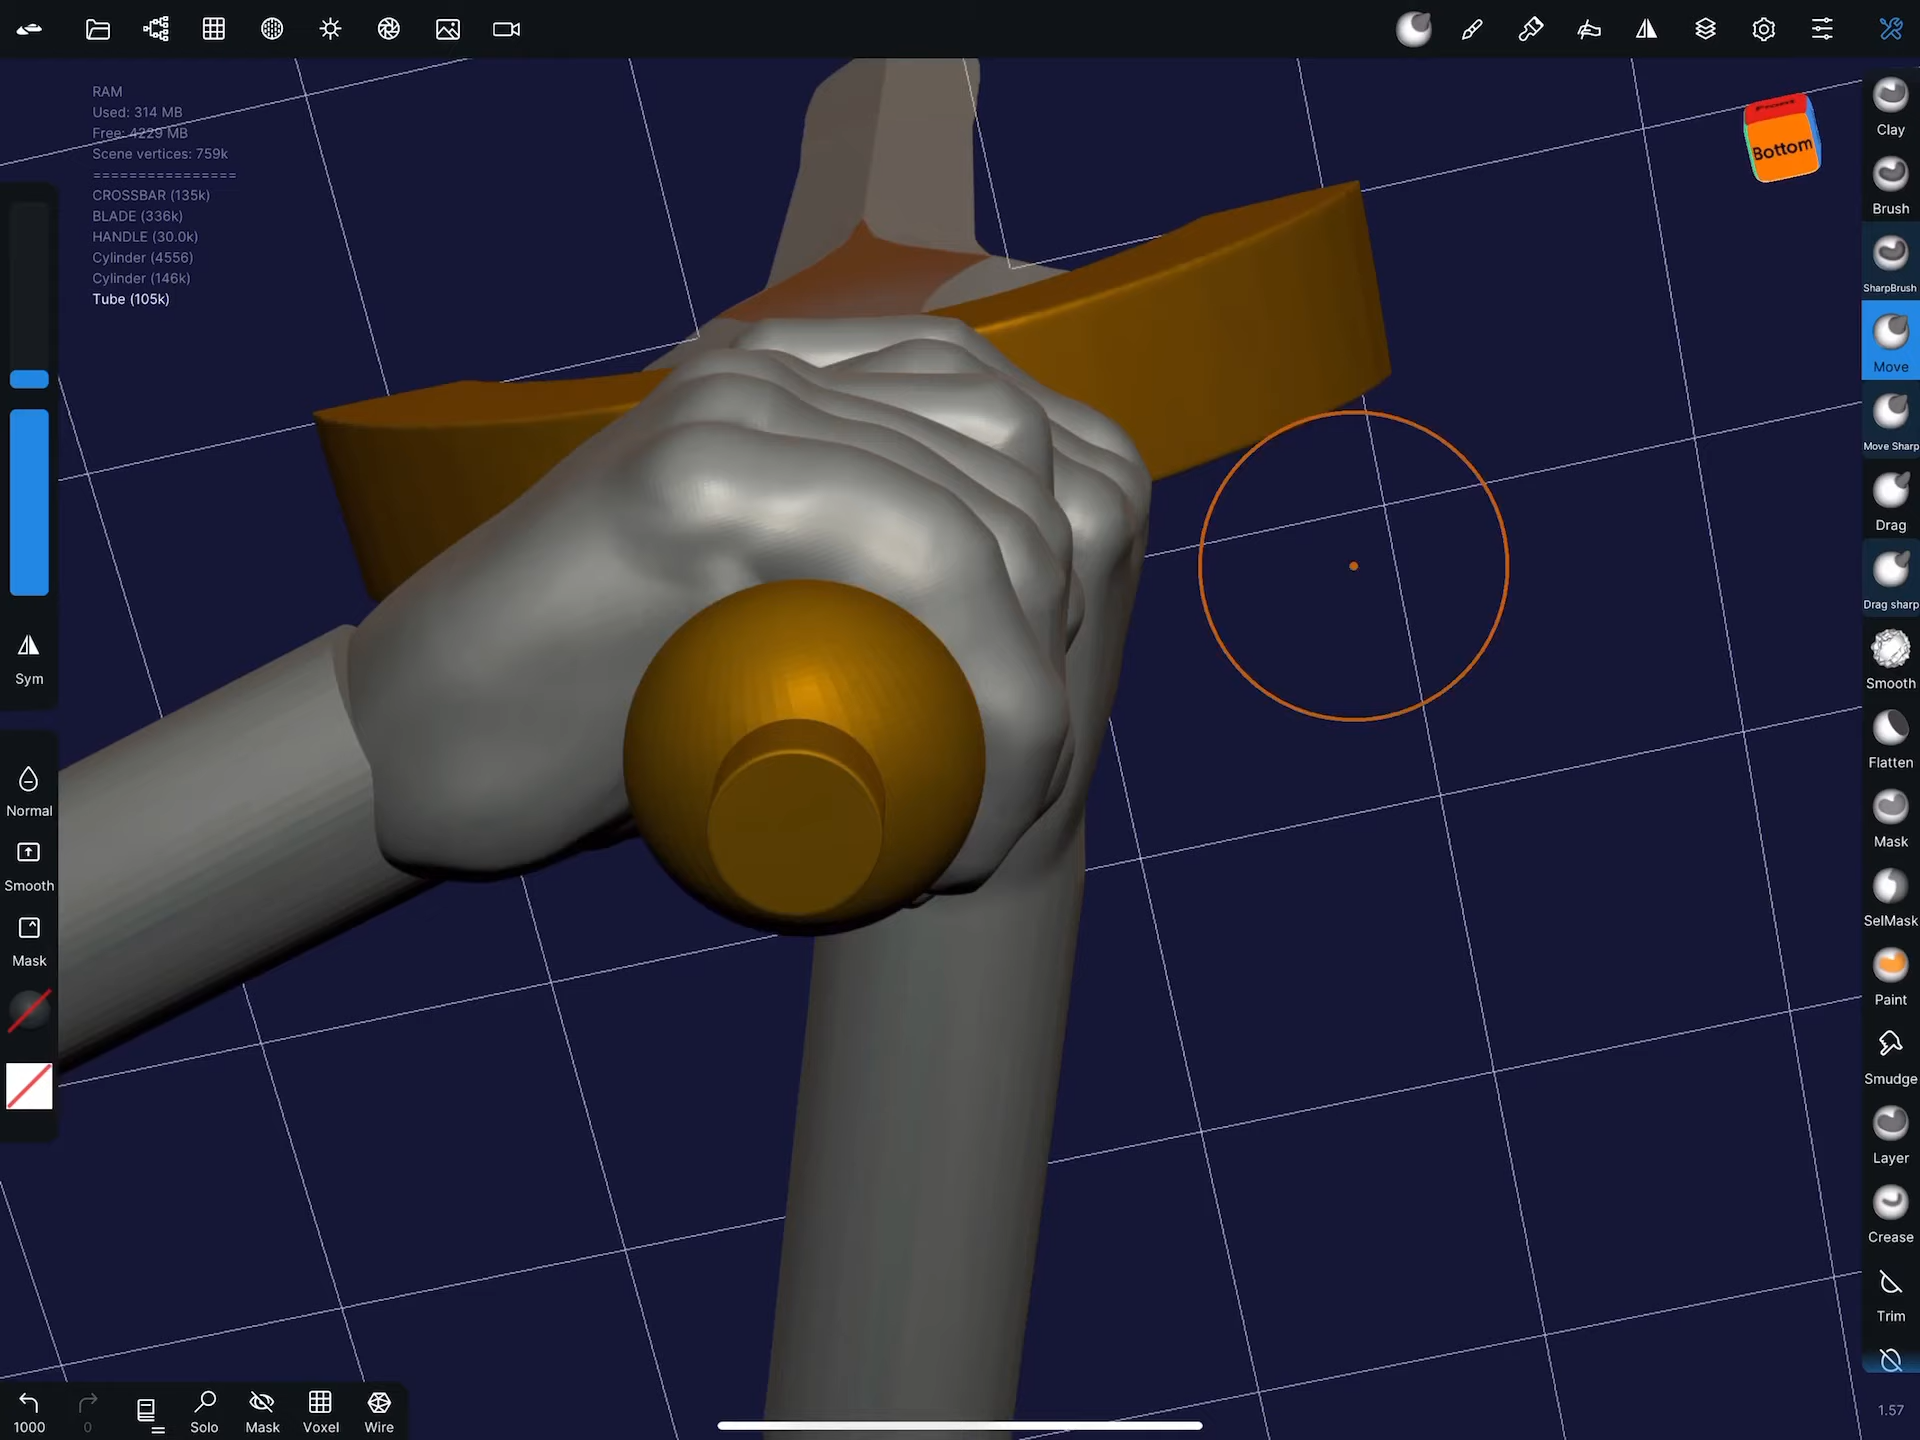 RAM
Used: 314 MB
Free: 4229 MB
Scene vertices: 759k
================
CROSSBAR (135k)
BLADE (336k)
HANDLE (30.0k)
Cylinder (4556)
Cylinder (146k)
Tube (105k)
Bottom
Clay
Brush
SharpBrush
Move
Move Sharp
Drag
Drag sharp
Smooth
Flatten
Mask
SelMask
Paint
Smudge
Layer
Crease
Trim
Sym
Normal
Smooth
Mask
1000
0
Solo
Mask
Voxel
Wire
1.57